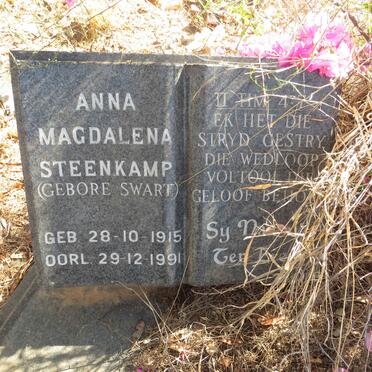 ANNA
MAGDALENA
STEENKAMP
(GEBORE SWART)
GEB 28-10-1915
OORL 29-12-1991
II TIM 4:
EK HET DIE
STRYD GESTRY,
DIE WEDLOOP
VOLTOOI
GELOOF
Sy
Ter